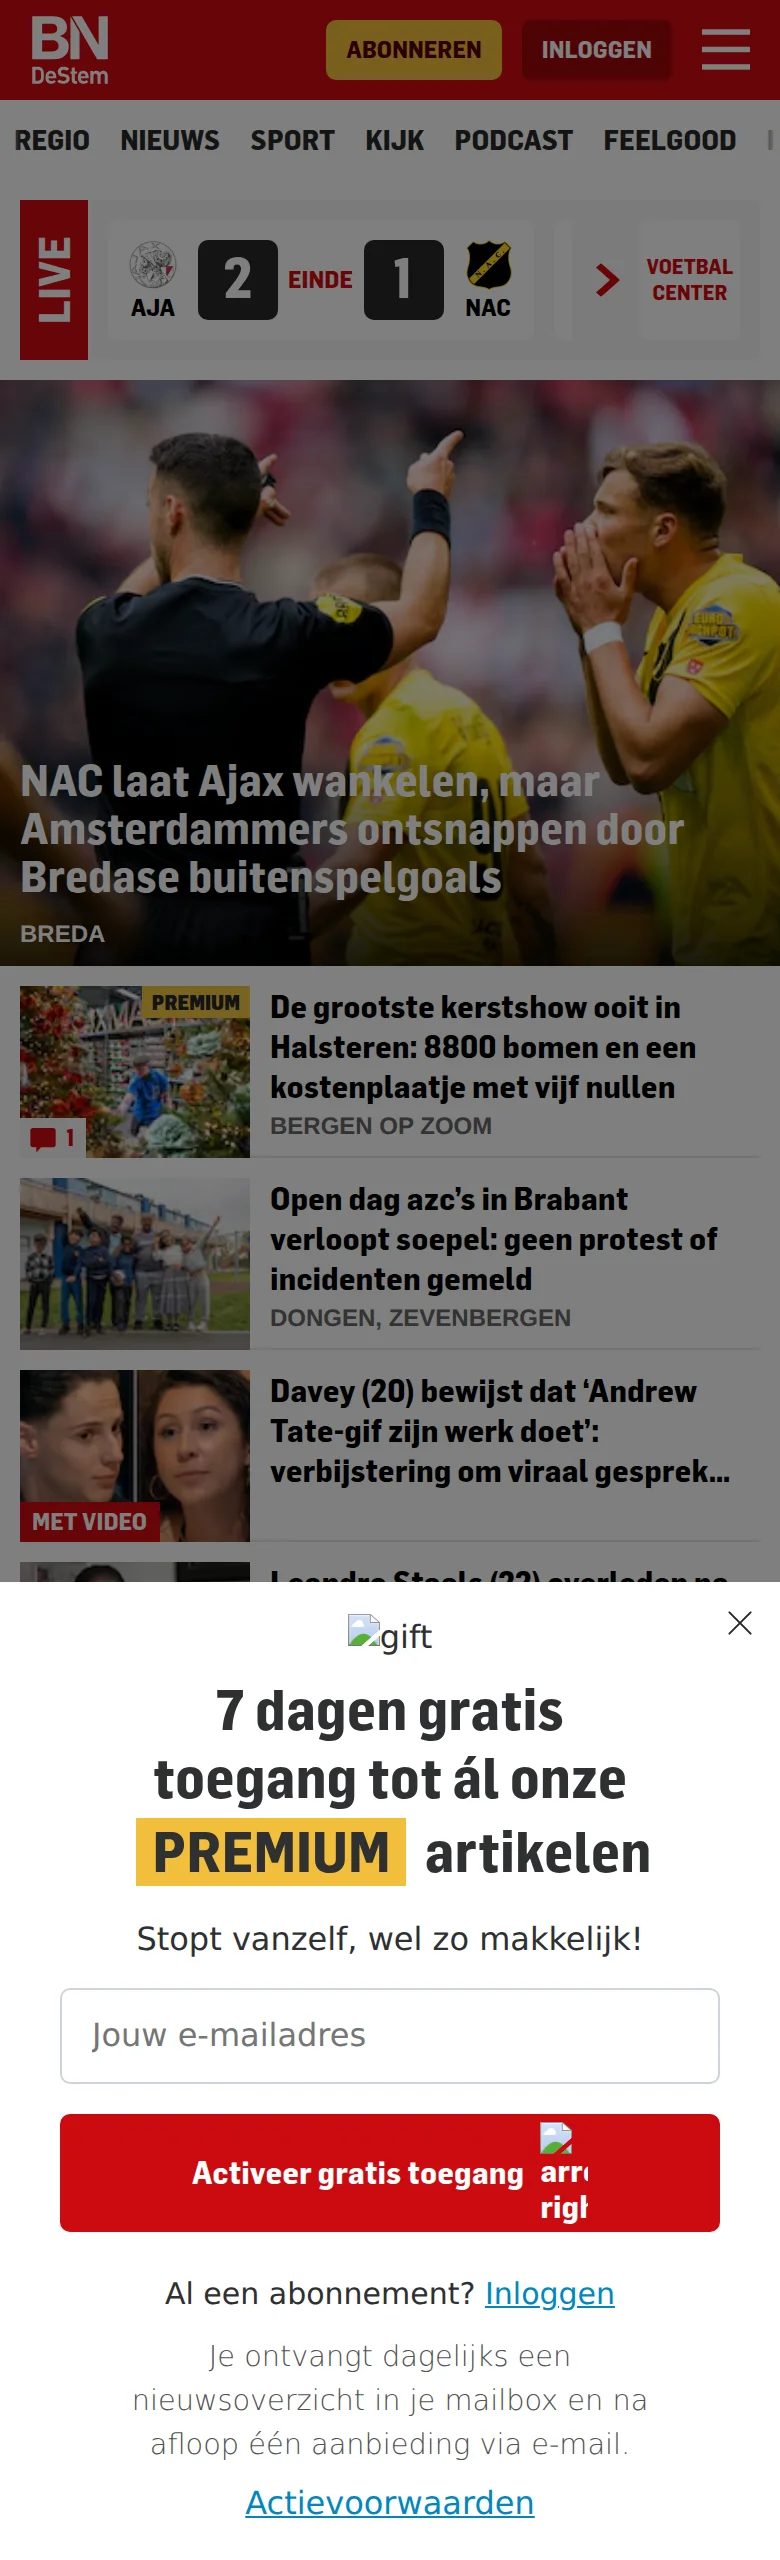 BN
DeStem
ABONNEREN
INLOGGEN
REGIO NIEUWS SPORT KIJK PODCAST FEELGOOD
LIVE
AJA
2
EINDE
1
NAC
VOETBAL
CENTER
NAC laat Ajax wankelen, maar
Amsterdammers ontsnappen door
Bredase buitenspelgoals
BREDA
PREMIUM
1
De grootste kerstshow ooit in
Halsteren: 8800 bomen en een
kostenplaatje met vijf nullen
BERGEN OP ZOOM
Open dag azc’s in Brabant
verloopt soepel: geen protest of
incidenten gemeld
DONGEN, ZEVENBERGEN
MET VIDEO
Davey (20) bewijst dat ‘Andrew
Tate-gif zijn werk doet’:
verbijstering om viraal gesprek...
gift
7 dagen gratis
toegang tot ál onze
PREMIUM artikelen
Stopt vanzelf, wel zo makkelijk!
Jouw e-mailadres
Activeer gratis toegang
Al een abonnement? Inloggen
Je ontvangt dagelijks een
nieuwsoverzicht in je mailbox en na
afloop één aanbieding via e-mail.
Actievoorwaarden